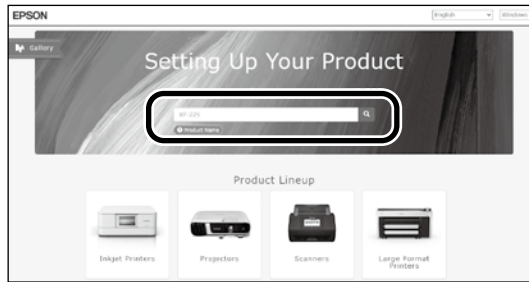 EPSON
English
Windows
Gallery
Setting Up Your Product
Product Name
Product Lineup
Inkjet Printers
Projectors
Scanners
Large Format
Printers